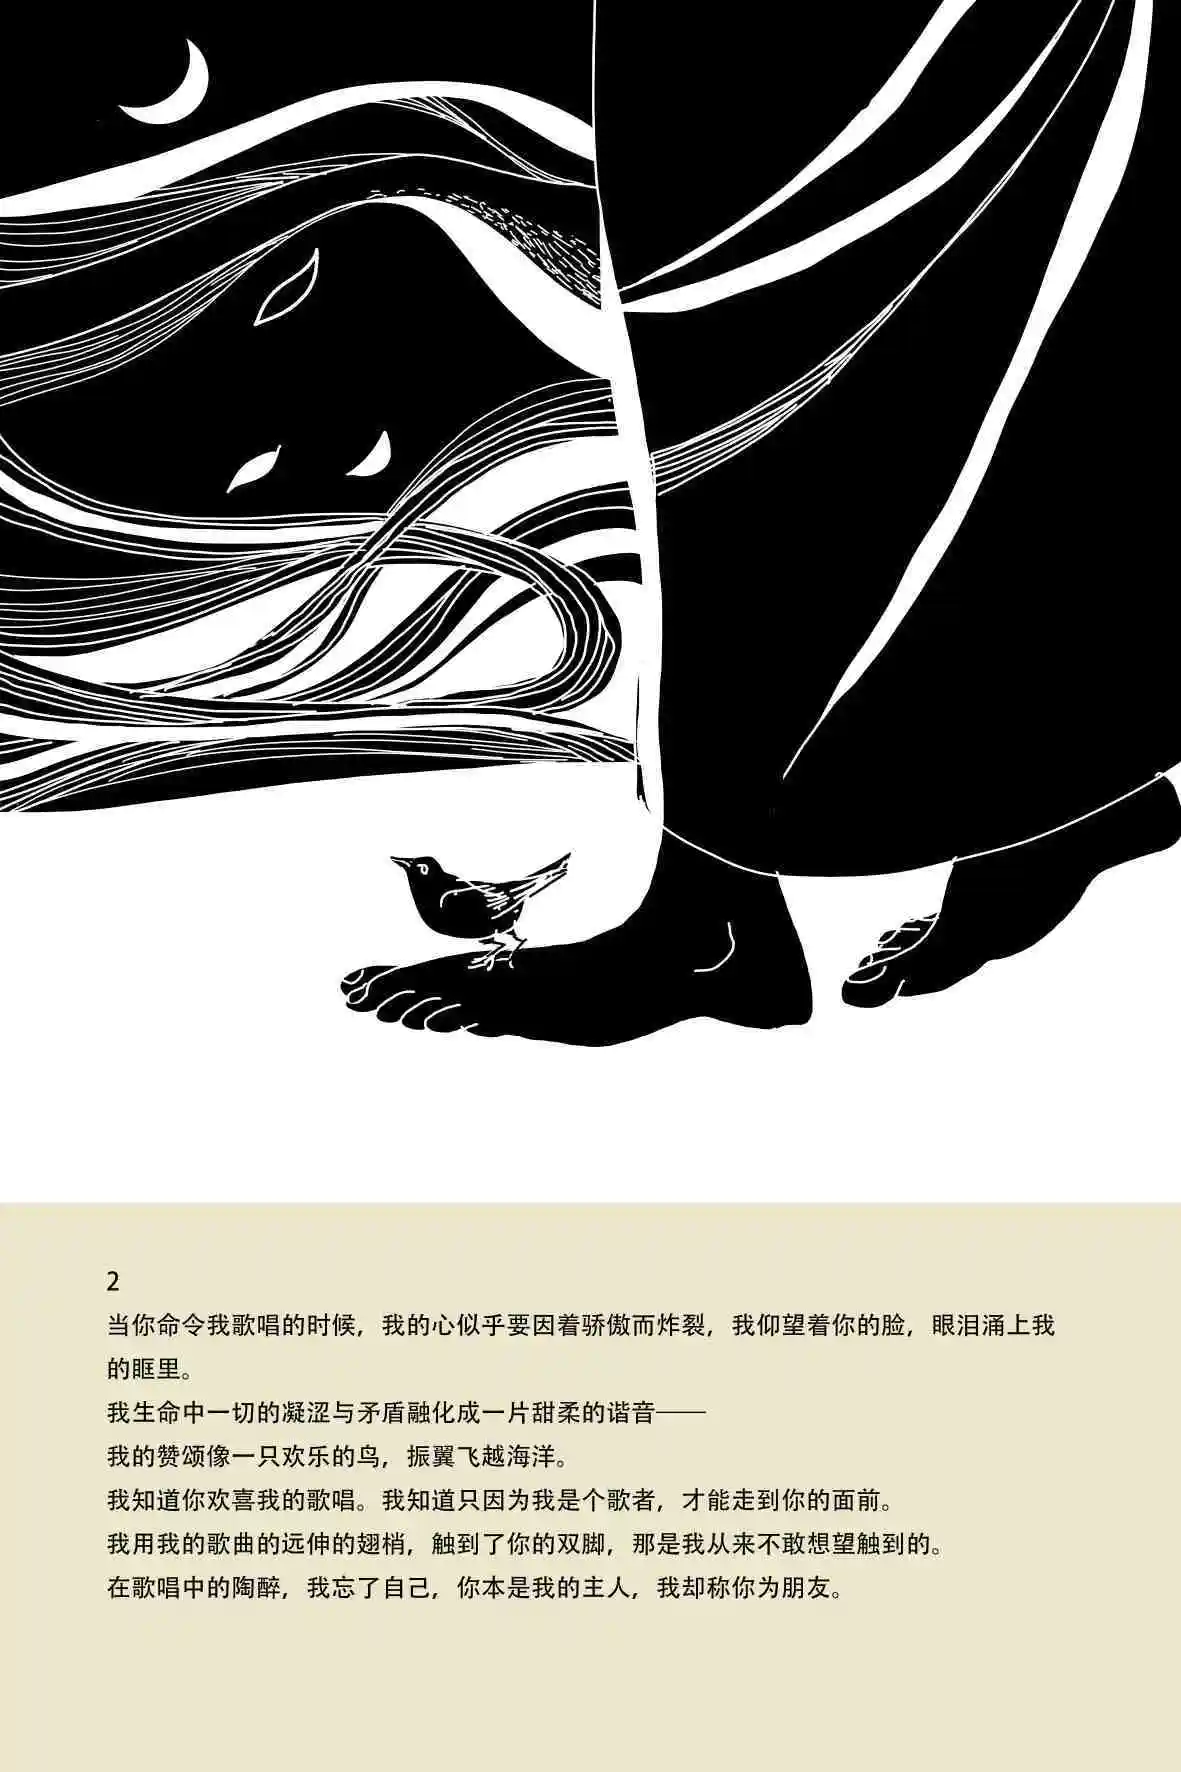 2
当你命令我歌唱的时候，我的心似乎要因着骄傲而炸裂，我仰望着你的脸，眼泪涌上我
的眶里。
我生命中一切的凝涩与矛盾融化成一片甜柔的谐音——
我的赞颂像一只欢乐的鸟，振翼飞越海洋。
我知道你欢喜我的歌唱。我知道只因为我是个歌者，才能走到你的面前。
我用我的歌曲的远伸的翅梢，触到了你的双脚，那是我从来不敢想望触到的。
在歌唱中的陶醉，我忘了自己，你本是我的主人，我却称你为朋友。